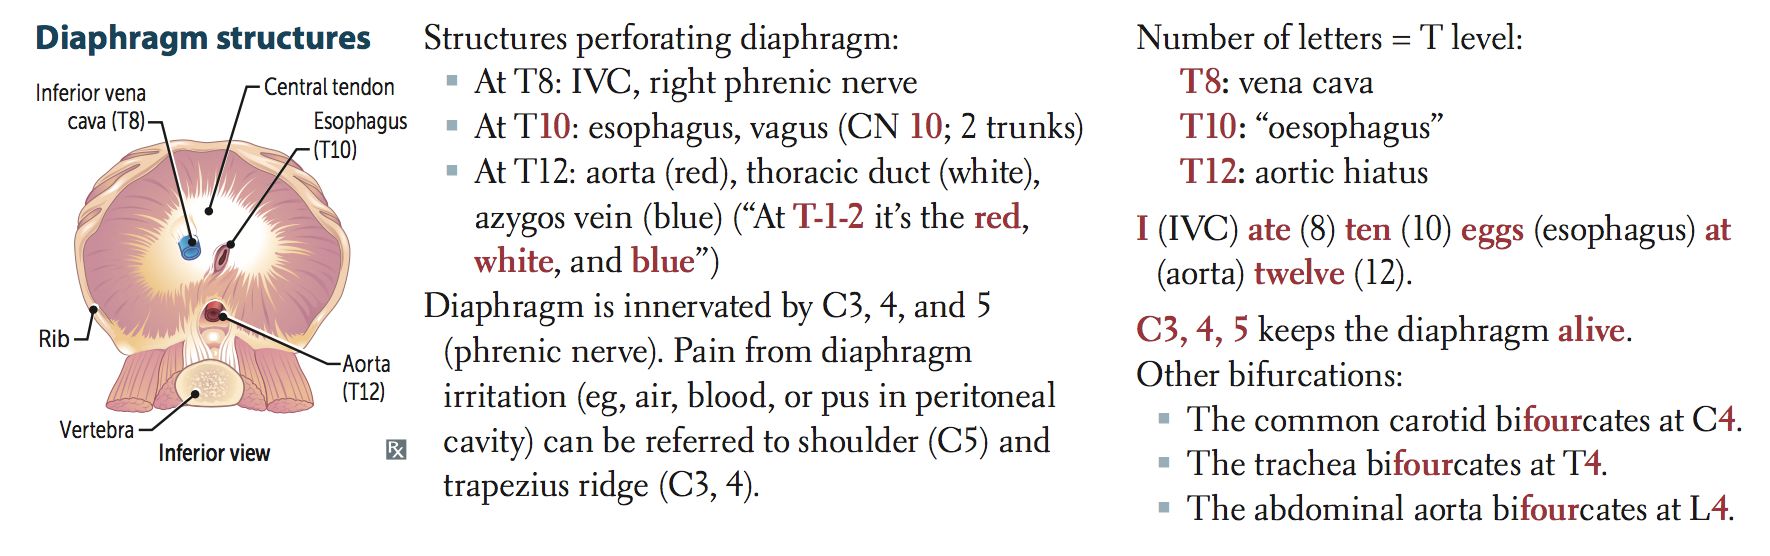 Diaphragm structures
Inferior vena
cava (T8)
Central tendon
Esophagus
(T10)
Rib
Aorta
(T12)
Vertebra
Inferior view
Rx
Structures perforating diaphragm:
▪ At T8: IVC, right phrenic nerve
▪ At T10: esophagus, vagus (CN 10; 2 trunks)
▪ At T12: aorta (red), thoracic duct (white),
azygos vein (blue) (“At T-1-2 it’s the red,
white, and blue”)
Diaphragm is innervated by C3, 4, and 5
(phrenic nerve). Pain from diaphragm
irritation (eg, air, blood, or pus in peritoneal
cavity) can be referred to shoulder (C5) and
trapezius ridge (C3, 4).
Number of letters = T level:
T8: vena cava
T10: “oesophagus”
T12: aortic hiatus
I (IVC) ate (8) ten (10) eggs (esophagus) at
(aorta) twelve (12).
C3, 4, 5 keeps the diaphragm alive.
Other bifurcations:
▪ The common carotid bifourcates at C4.
▪ The trachea bifourcates at T4.
▪ The abdominal aorta bifourcates at L4.